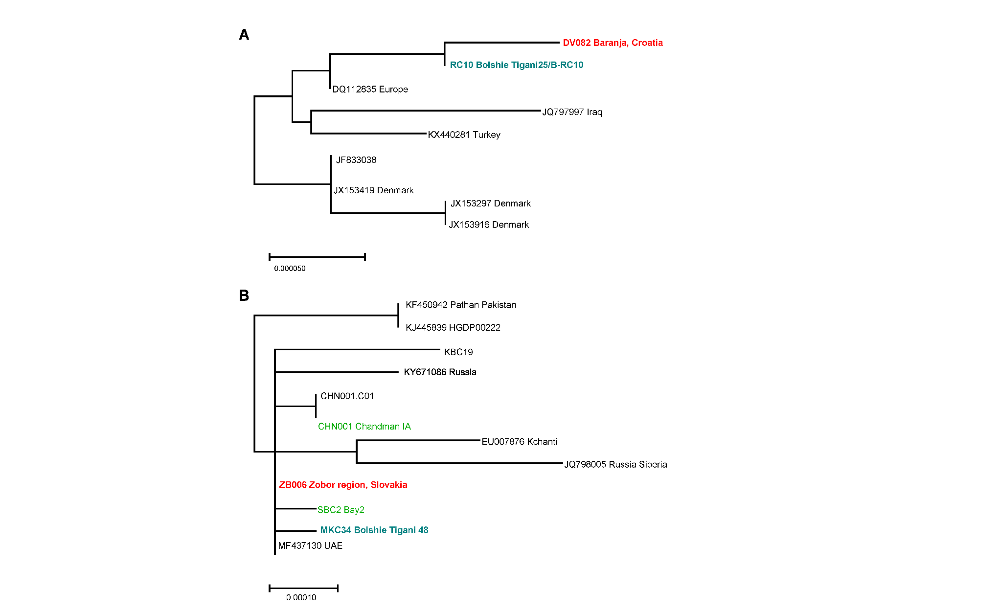 A
DV082 Baranja, Croatia
RC10 Bolshie Tigani25/B-RC10
DQ112835 Europe
JQ797997 Iraq
KX440281 Turkey
JF833038
JX153419 Denmark
JX153297 Denmark
JX153916 Denmark
0.000050
B
KF450942 Pathan Pakistan
KJ445839 HGDP00222
KBC19
KY671086 Russia
CHN001.C01
CHN001 Chandman IA
EU007876 Kchanti
JQ798005 Russia Siberia
ZB006 Zobor region, Slovakia
SBC2 Bay2
MKC34 Bolshie Tigani 48
MF437130 UAE
0.00010